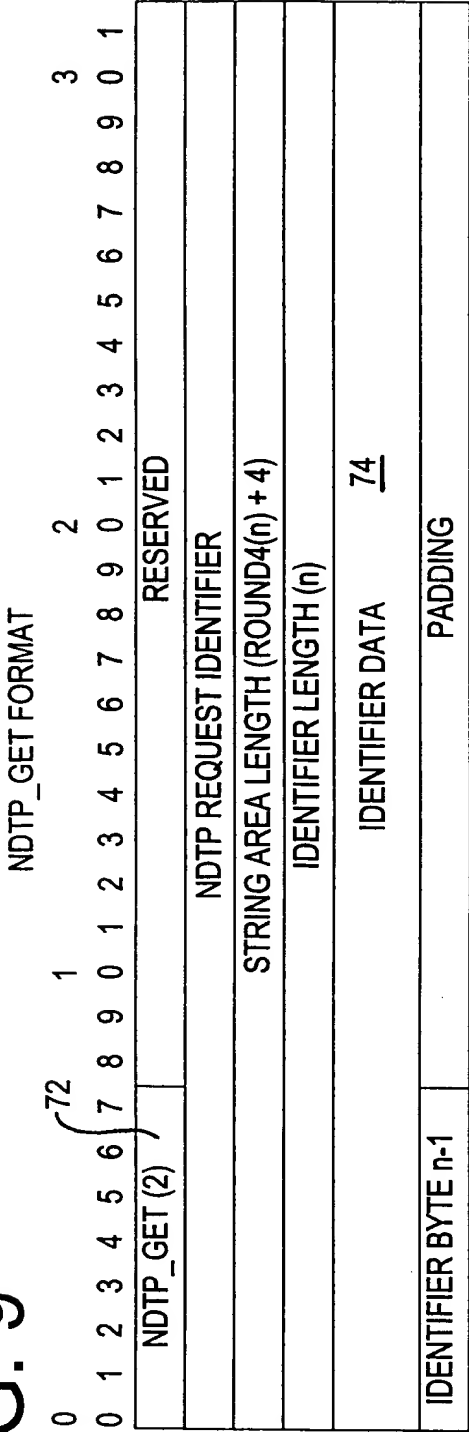 NDTP_GET FORMAT
0 1 2 3
0 1 2 3 4 5 6 7 8 9 0 1 2 3 4 5 6 7 8 9 0 1 2 3 4 5 6 7 8 9 0 1
72
NDTP_GET (2) RESERVED
NDTP REQUEST IDENTIFIER
STRING AREA LENGTH (ROUND4(n) + 4)
IDENTIFIER LENGTH (n)
IDENTIFIER DATA 74
IDENTIFIER BYTE n-1 PADDING